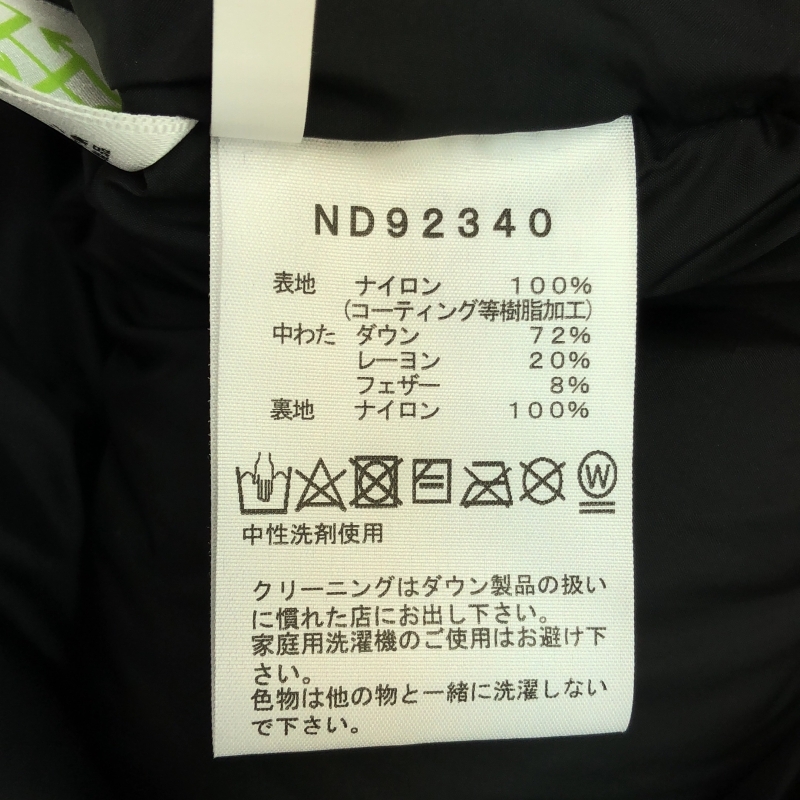 ND92340
表地 ナイロン 100%
(コーティング等樹脂加工)
中わた ダウン 72%
レーヨン 20%
フェザー 8%
裏地 ナイロン 100%
W
中性洗剤使用
クリーニングはダウン製品の扱い
に慣れた店にお出し下さい。
家庭用洗濯機のご使用はお避け下
さい。
色物は他の物と一緒に洗濯しない
で下さい。